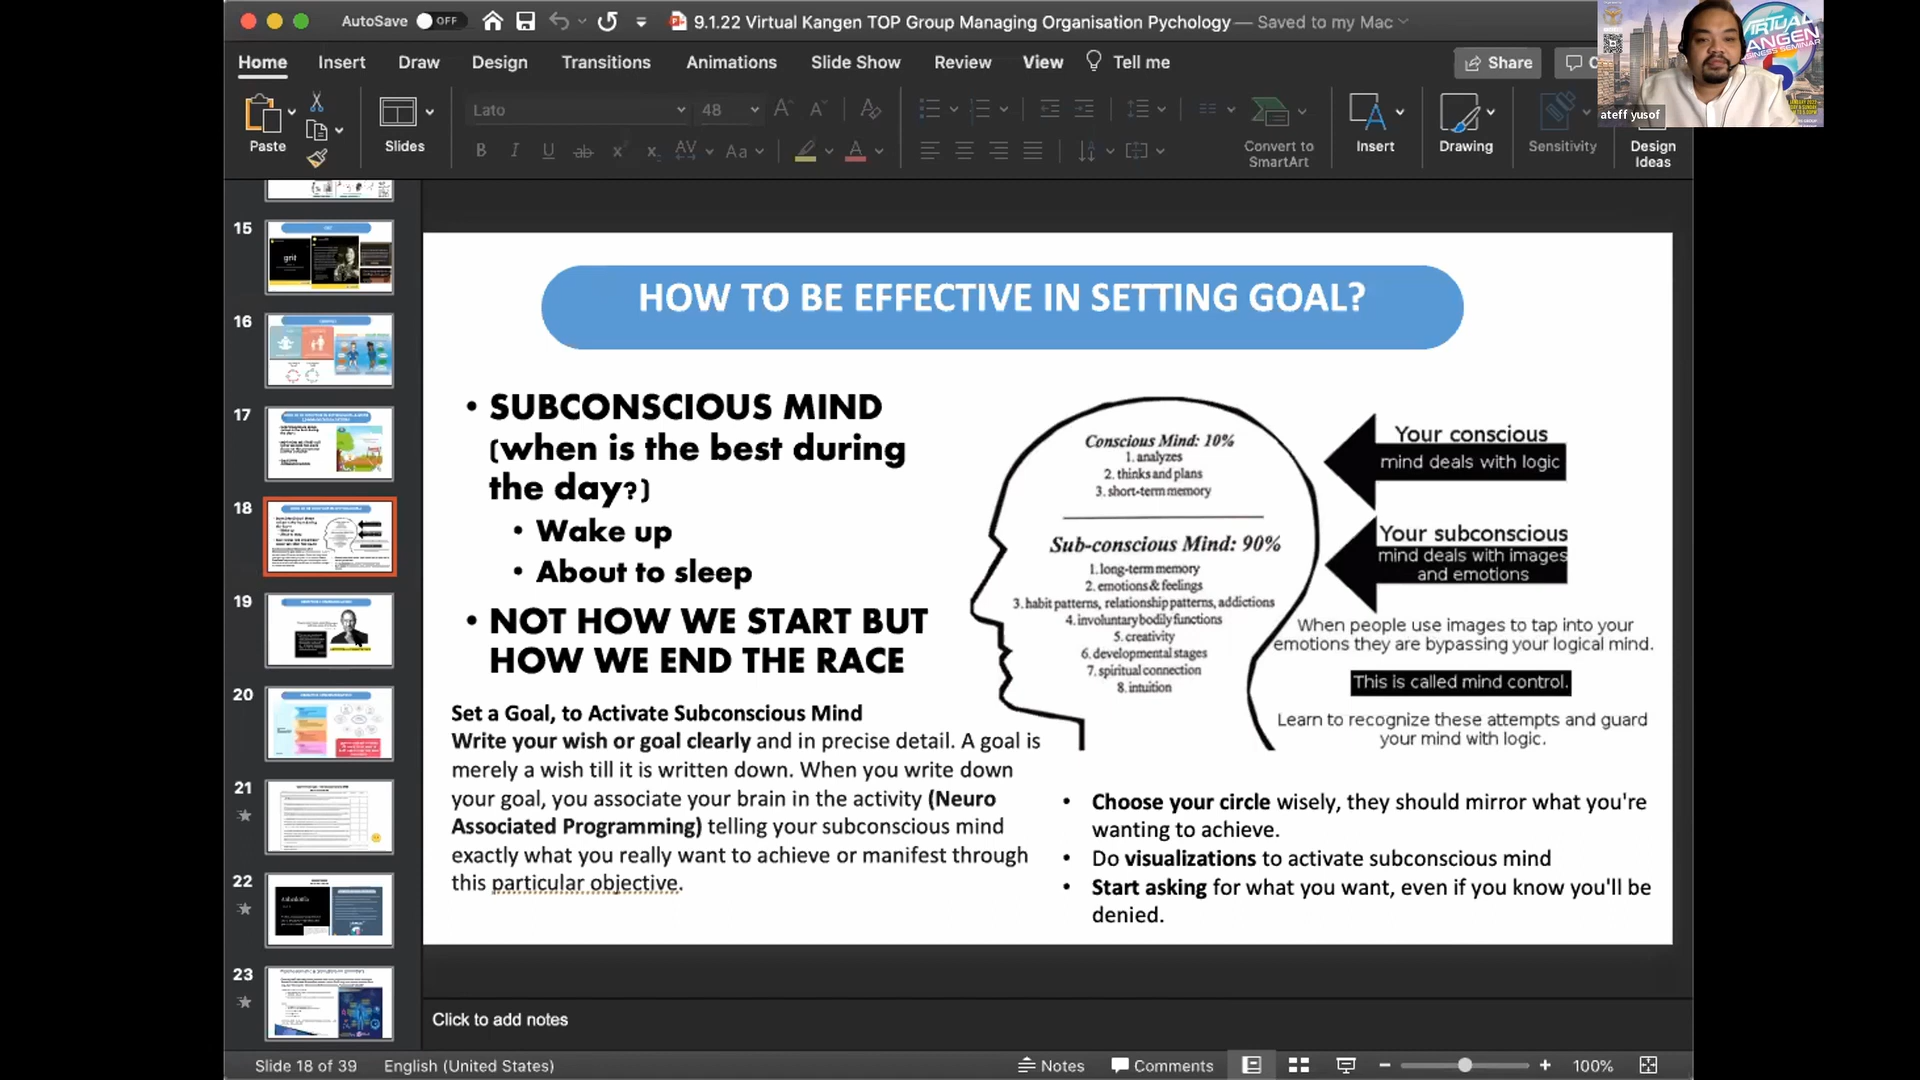 AutoSave OFF
9.1.22 Virtual Kangen TOP Group Managing Organisation Pychology — Saved to my Mac
Home Insert Draw Design Transitions Animations Slide Show Review View Tell me
Share
Paste
Slides
Lato 48
Convert to
SmartArt
Insert
Drawing
Sensitivity
Design
Ideas
ateff yusof
15
grit
16
17
18
19
20
21
22
23
HOW TO BE EFFECTIVE IN SETTING GOAL?
• SUBCONSCIOUS MIND
(when is the best during
the day?)
• Wake up
• About to sleep
• NOT HOW WE START BUT
HOW WE END THE RACE
Set a Goal, to Activate Subconscious Mind
Write your wish or goal clearly and in precise detail. A goal is
merely a wish till it is written down. When you write down
your goal, you associate your brain in the activity (Neuro
Associated Programming) telling your subconscious mind
exactly what you really want to achieve or manifest through
this particular objective.
Conscious Mind: 10%
1. analyzes
2. thinks and plans
3. short-term memory
Sub-conscious Mind: 90%
1. long-term memory
2. emotions & feelings
3. habit patterns, relationship patterns, addictions
4. involuntary bodily functions
5. creativity
6. developmental stages
7. spiritual connection
8. intuition
Your conscious
mind deals with logic
Your subconscious
mind deals with images
and emotions
When people use images to tap into your
emotions they are bypassing your logical mind.
This is called mind control.
Learn to recognize these attempts and guard
your mind with logic.
• Choose your circle wisely, they should mirror what you're
wanting to achieve.
• Do visualizations to activate subconscious mind
• Start asking for what you want, even if you know you'll be
denied.
Click to add notes
Slide 18 of 39 English (United States) Notes Comments 100%